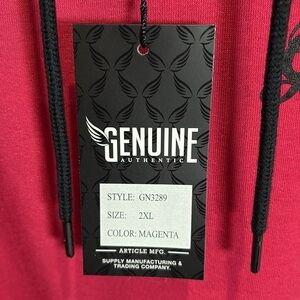 GENUINE
AUTHENTIC
STYLE: GN3289
SIZE: 2XL
COLOR: MAGENTA
ARTICLE MFG.
SUPPLY MANUFACTURING &
TRADING COMPANY.